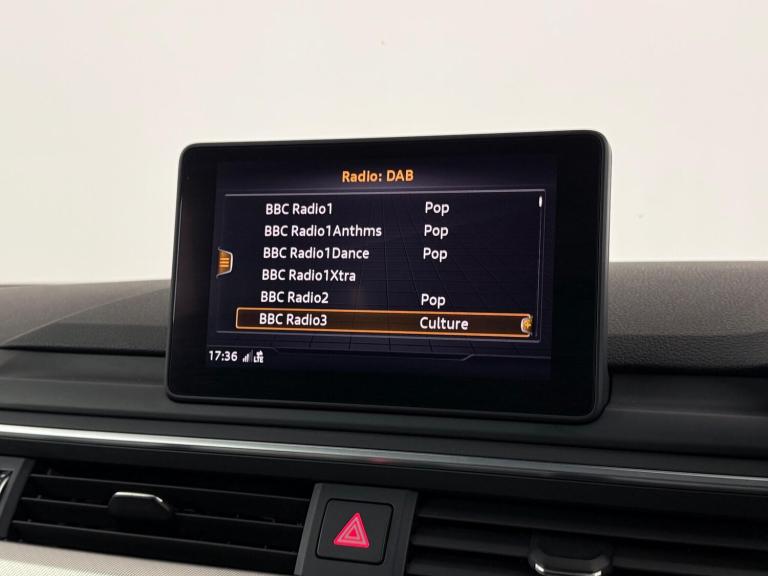 Radio: DAB
BBC Radio1 Pop
BBC Radio1Anthms Pop
BBC Radio1Dance Pop
BBC Radio1Xtra
BBC Radio2 Pop
BBC Radio3 Culture
17:36 LTE